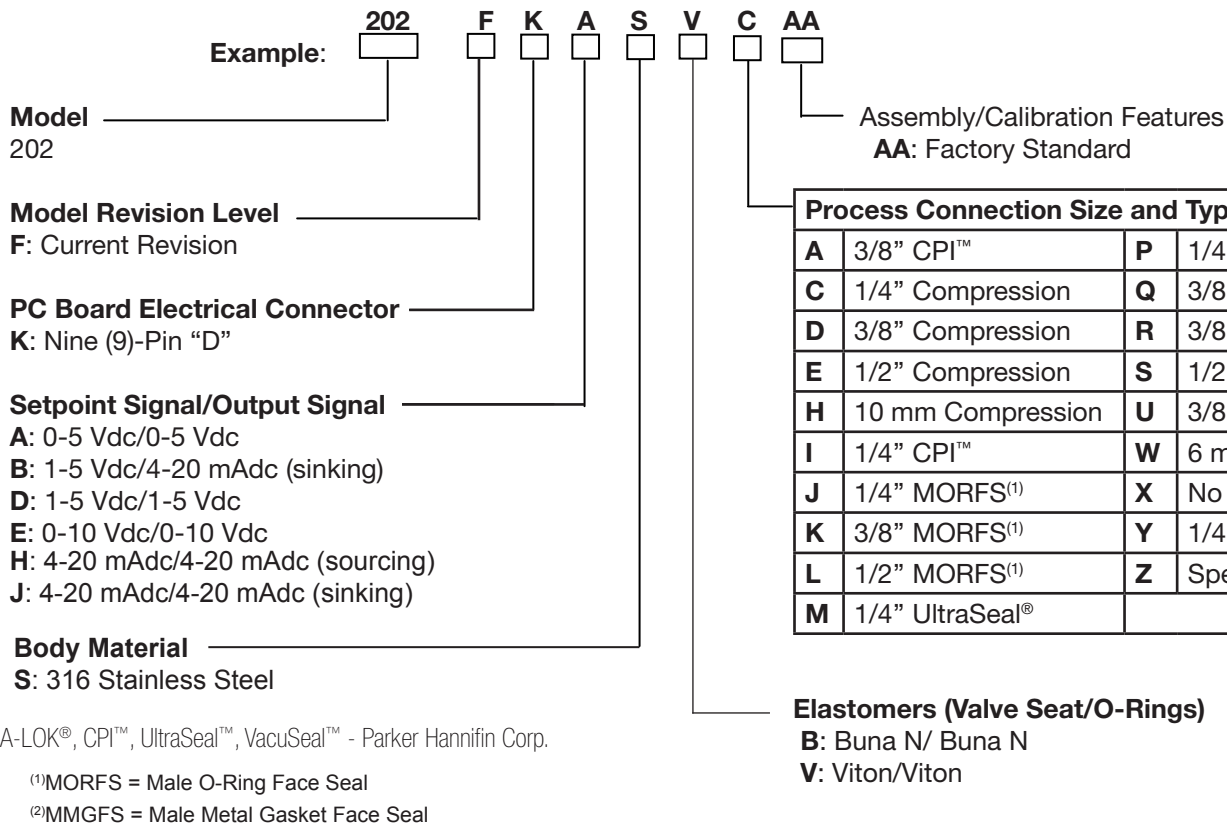 202 F K A S V C AA
Example:
Model
202
Model Revision Level
F: Current Revision
PC Board Electrical Connector
K: Nine (9)-Pin “D”
Setpoint Signal/Output Signal
A: 0-5 Vdc/0-5 Vdc
B: 1-5 Vdc/4-20 mAdc (sinking)
D: 1-5 Vdc/1-5 Vdc
E: 0-10 Vdc/0-10 Vdc
H: 4-20 mAdc/4-20 mAdc (sourcing)
J: 4-20 mAdc/4-20 mAdc (sinking)
Body Material
S: 316 Stainless Steel
A-LOK®, CPI™, UltraSeal™, VacuSeal™ - Parker Hannifin Corp.
(1)MORFS = Male O-Ring Face Seal
(2)MMGFS = Male Metal Gasket Face Seal
Assembly/Calibration Features
AA: Factory Standard
Process Connection Size and
A 3/8” CPI™ P 1/4
C 1/4” Compression Q 3/8
D 3/8” Compression R 3/8
E 1/2” Compression S 1/2
H 10 mm Compression U 3/8
I 1/4” CPI™ W 6
J 1/4” MORFS(1) X No
K 3/8” MORFS(1) Y 1/4
L 1/2” MORFS(1) Z
M 1/4” UltraSeal®
Elastomers (Valve Seat/O-Rings)
B: Buna N/ Buna N
V: Viton/Viton